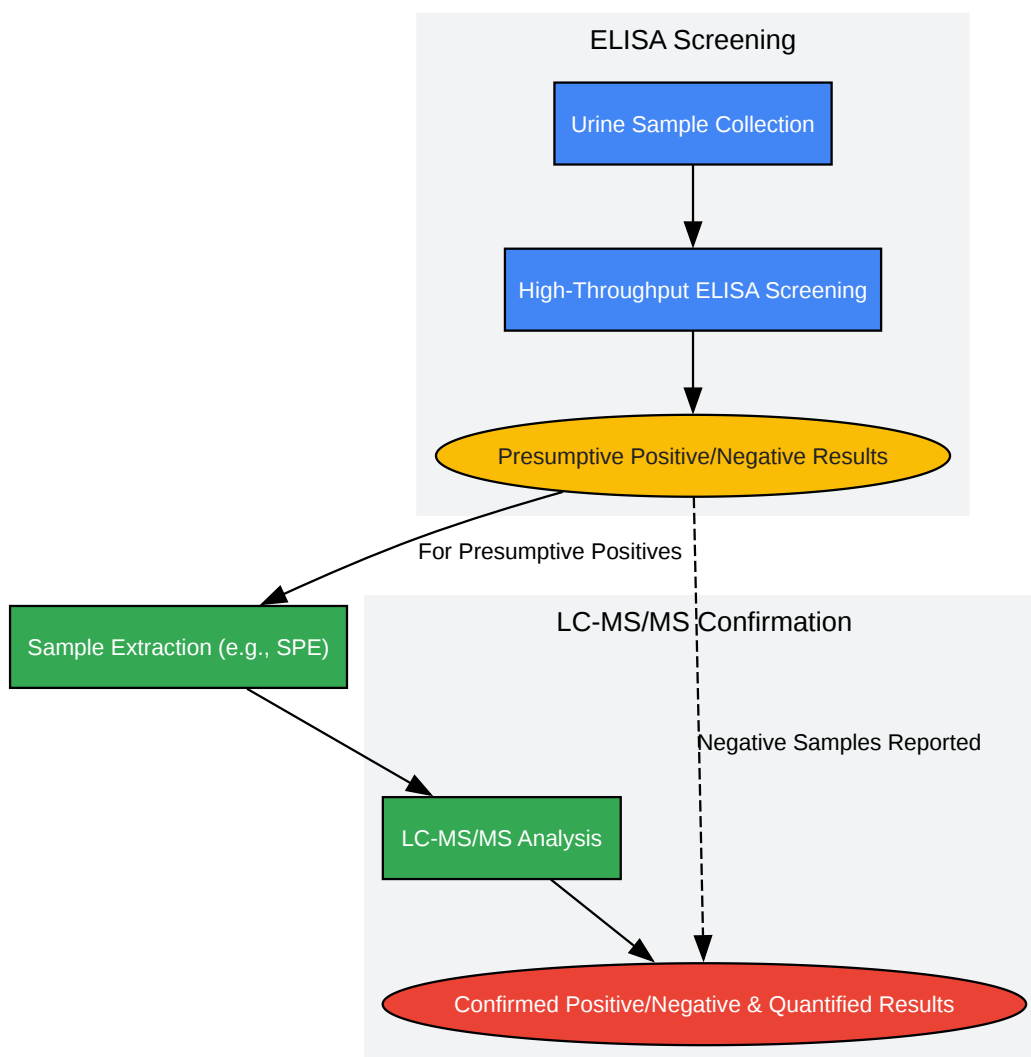 ELISA Screening
Urine Sample Collection
High-Throughput ELISA Screening
Presumptive Positive/Negative Results
For Presumptive Positives
Sample Extraction (e.g., SPE)
LC-MS/MS Confirmation
Negative Samples Reported
LC-MS/MS Analysis
Confirmed Positive/Negative & Quantified Results